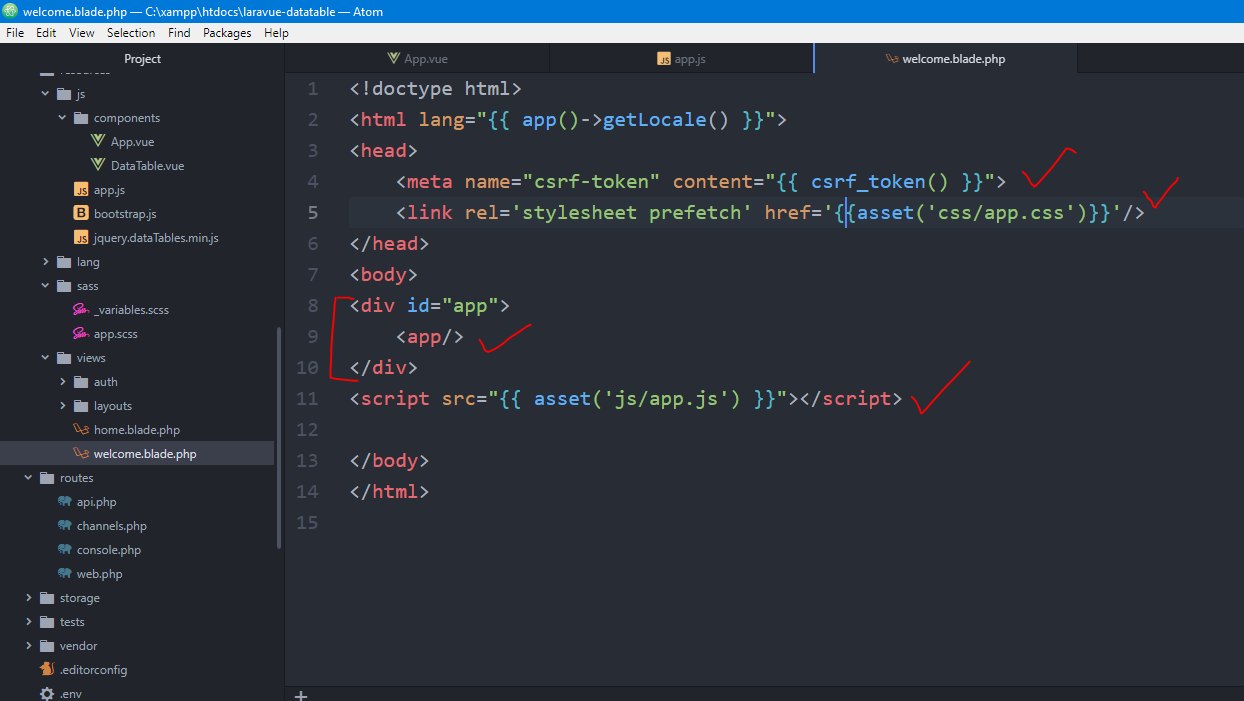 welcome.blade.php — C:\xampp\htdocs\laravue-datatable — Atom
File Edit View Selection Find Packages Help
Project
js
components
App.vue
DataTable.vue
app.js
bootstrap.js
jquery.dataTables.min.js
lang
sass
_variables.scss
app.scss
views
auth
layouts
home.blade.php
welcome.blade.php
routes
api.php
channels.php
console.php
web.php
storage
tests
vendor
.editorconfig
.env
App.vue app.js welcome.blade.php
1 <!doctype html>
2 <html lang="{{ app()->getLocale() }}">
3 <head>
4 <meta name="csrf-token" content="{{ csrf_token() }}">
5 <link rel='stylesheet prefetch' href='{{asset('css/app.css')}}'/>
6 </head>
7 <body>
8 <div id="app">
9 <app/>
10 </div>
11 <script src="{{ asset('js/app.js') }}"></script>
12
13 </body>
14 </html>
15
+